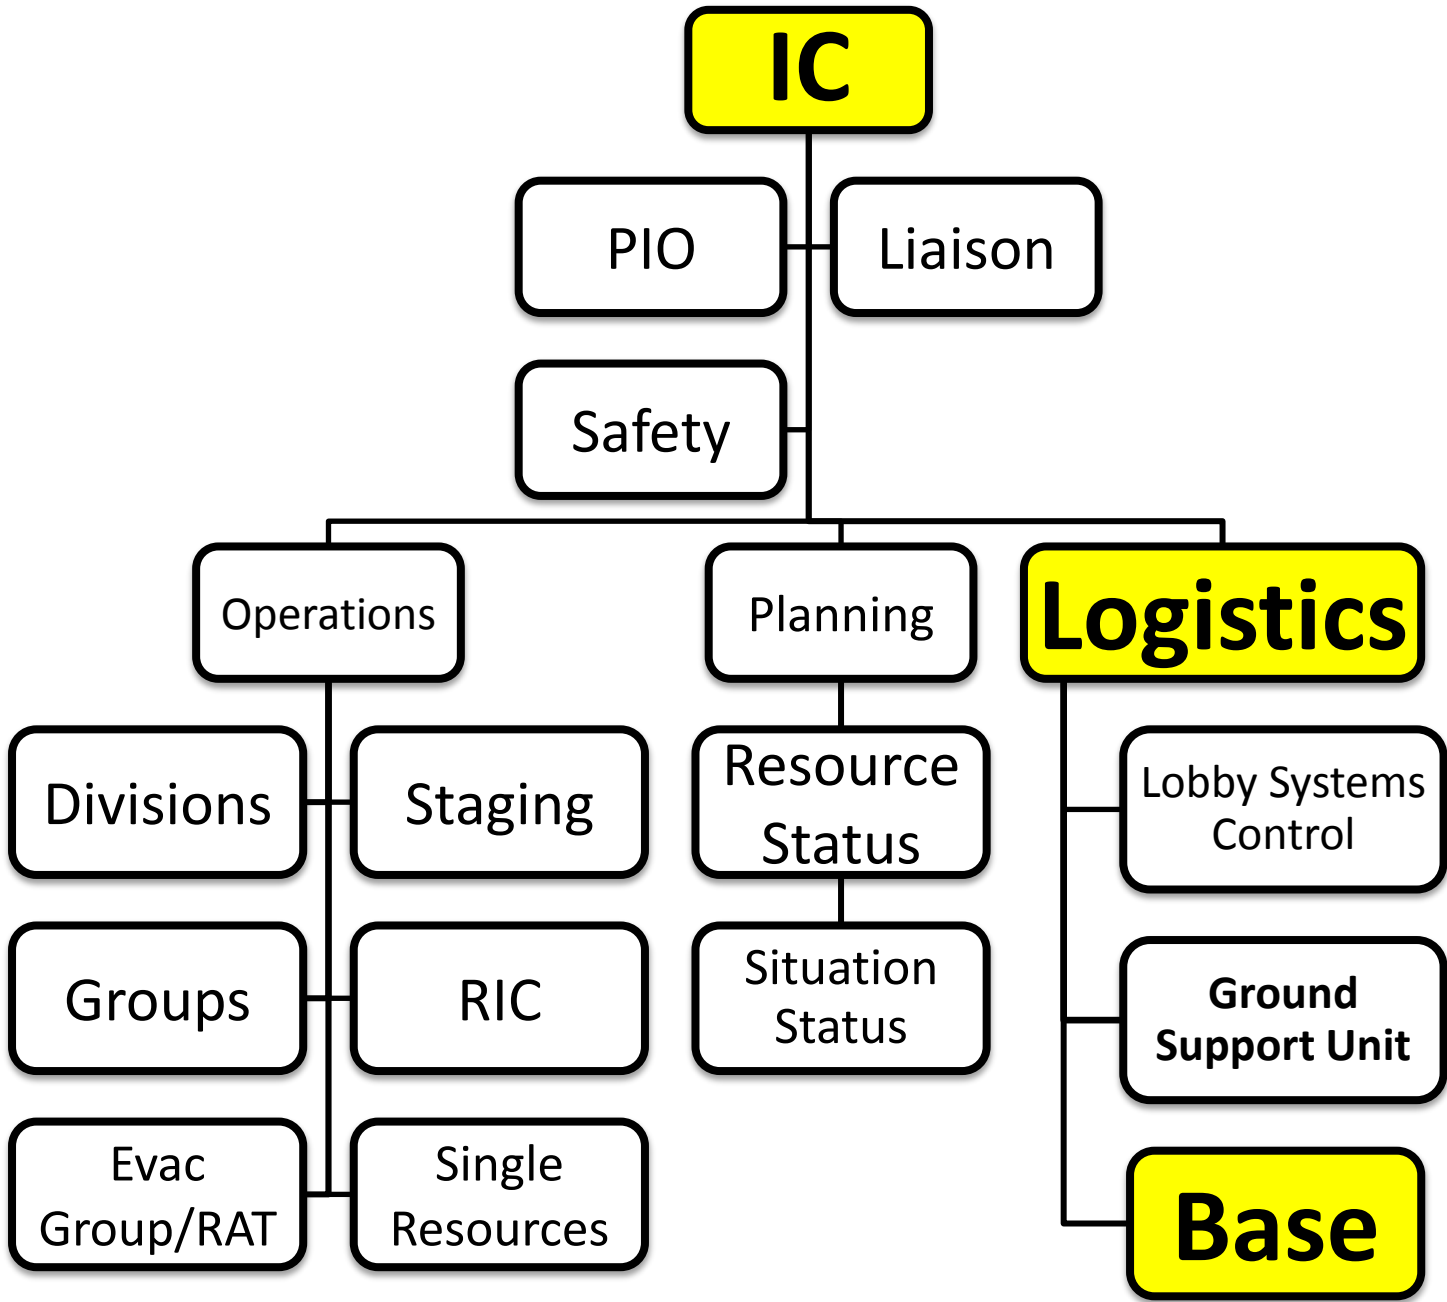 IC
PIO
Liaison
Safety
Operations
Planning
Logistics
Divisions
Staging
Resource
Status
Lobby Systems
Control
Groups
RIC
Situation
Status
Ground
Support Unit
Evac
Group/RAT
Single
Resources
Base